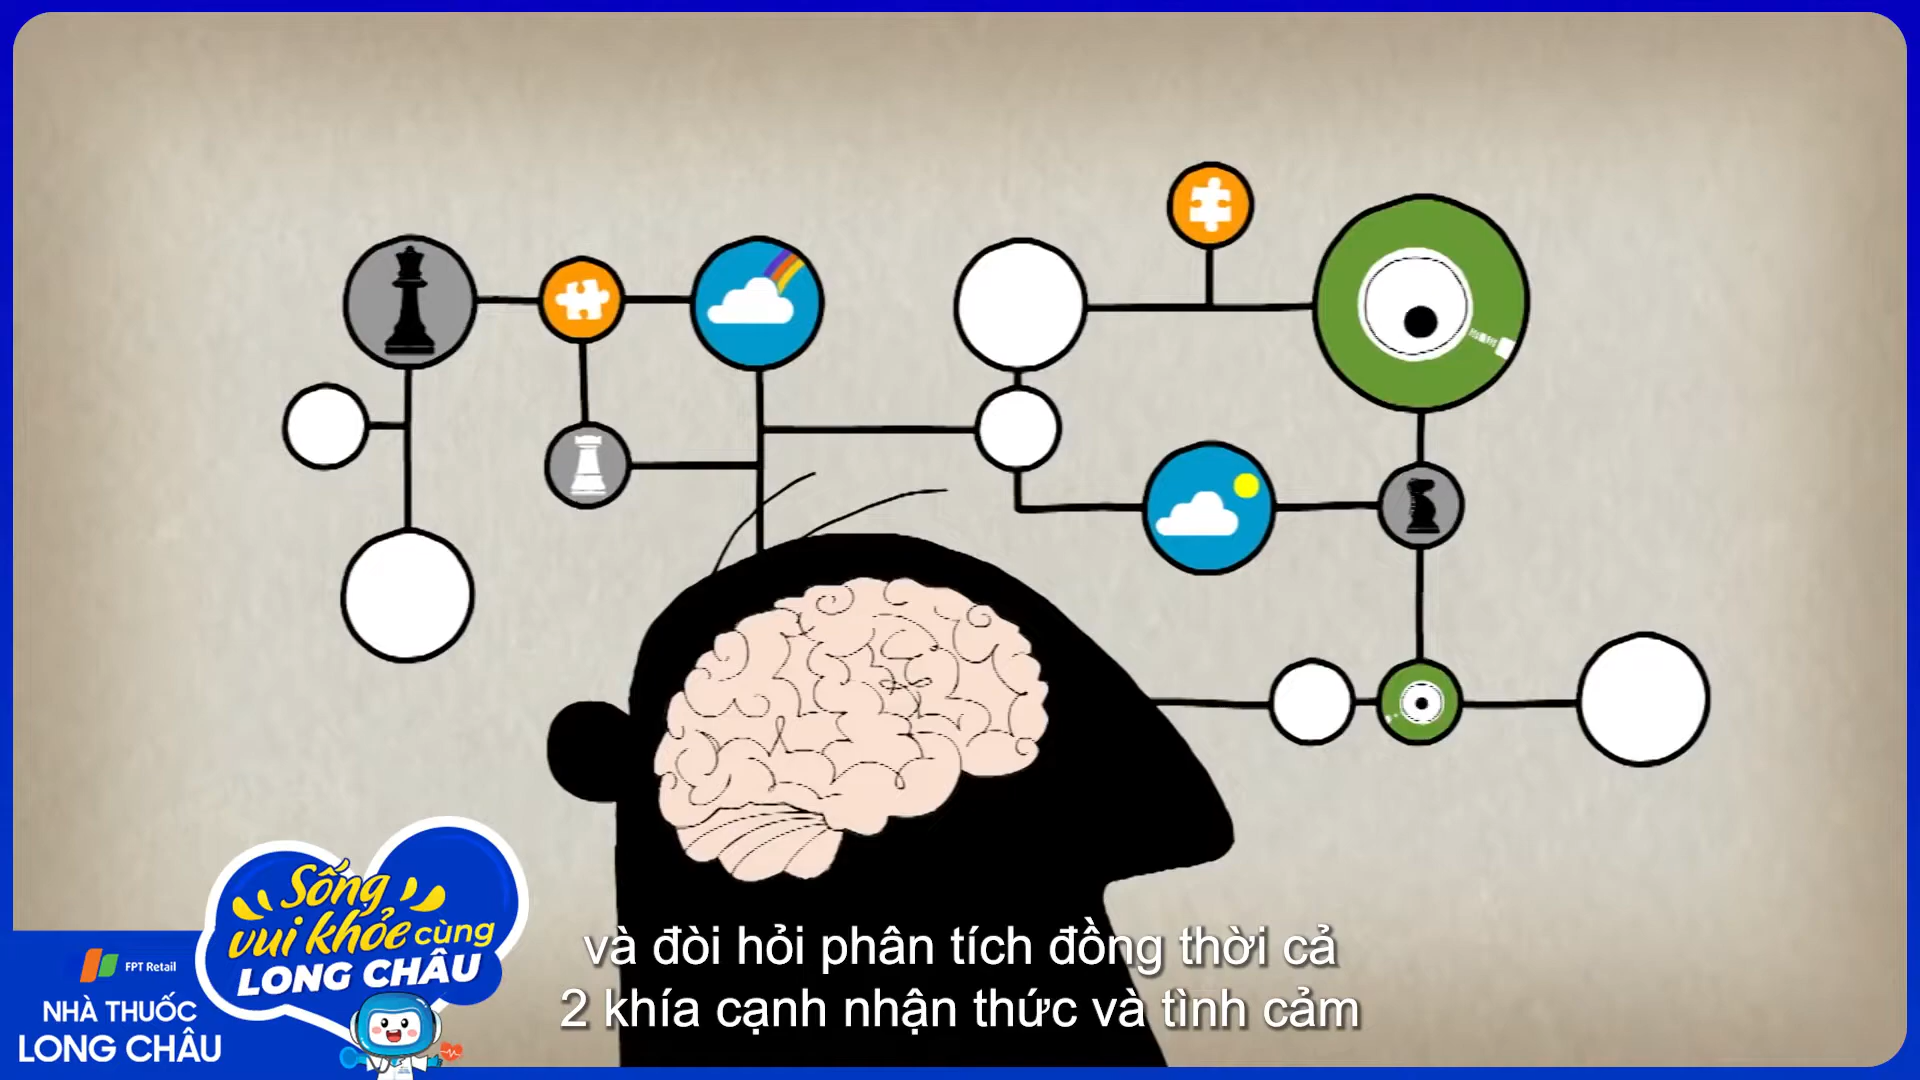 Sống
vui khỏe cùng
LONG CHÂU
FPT Retail
NHÀ THUỐC
LONG CHÂU
và đòi hỏi phân tích đồng thời cả
2 khía cạnh nhận thức và tình cảm